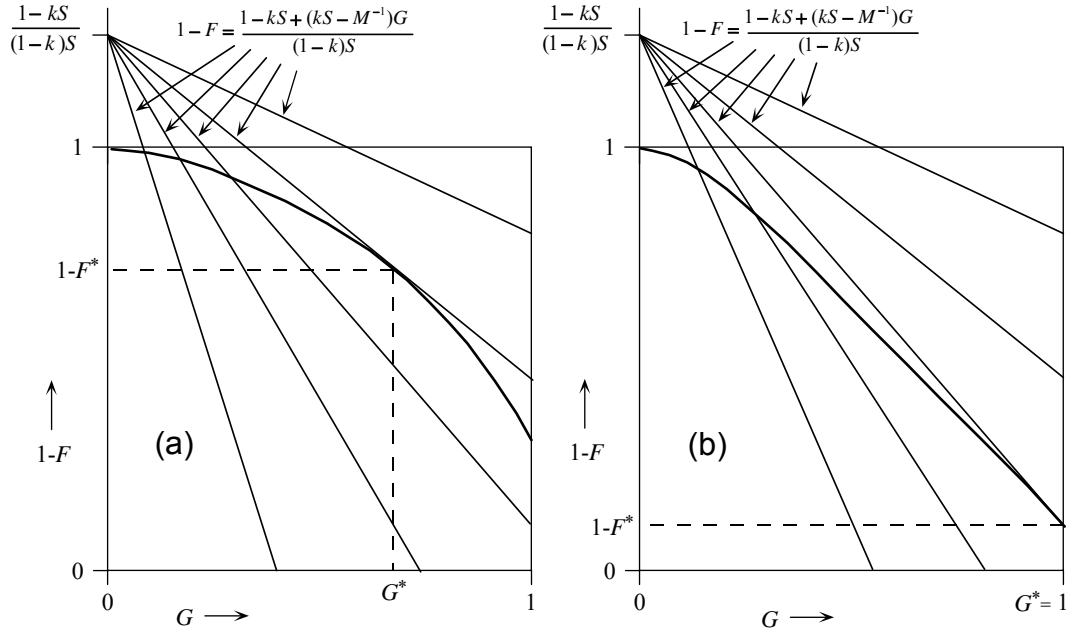 1−kS / (1−k)S
1−F = 1−kS+(kS−M⁻¹)G / (1−k)S
1
1-F*
1-F
(a)
0
0
G
G*
1
1−kS / (1−k)S
1−F = 1−kS+(kS−M⁻¹)G / (1−k)S
1
1-F
(b)
1-F*
0
0
G
G*= 1